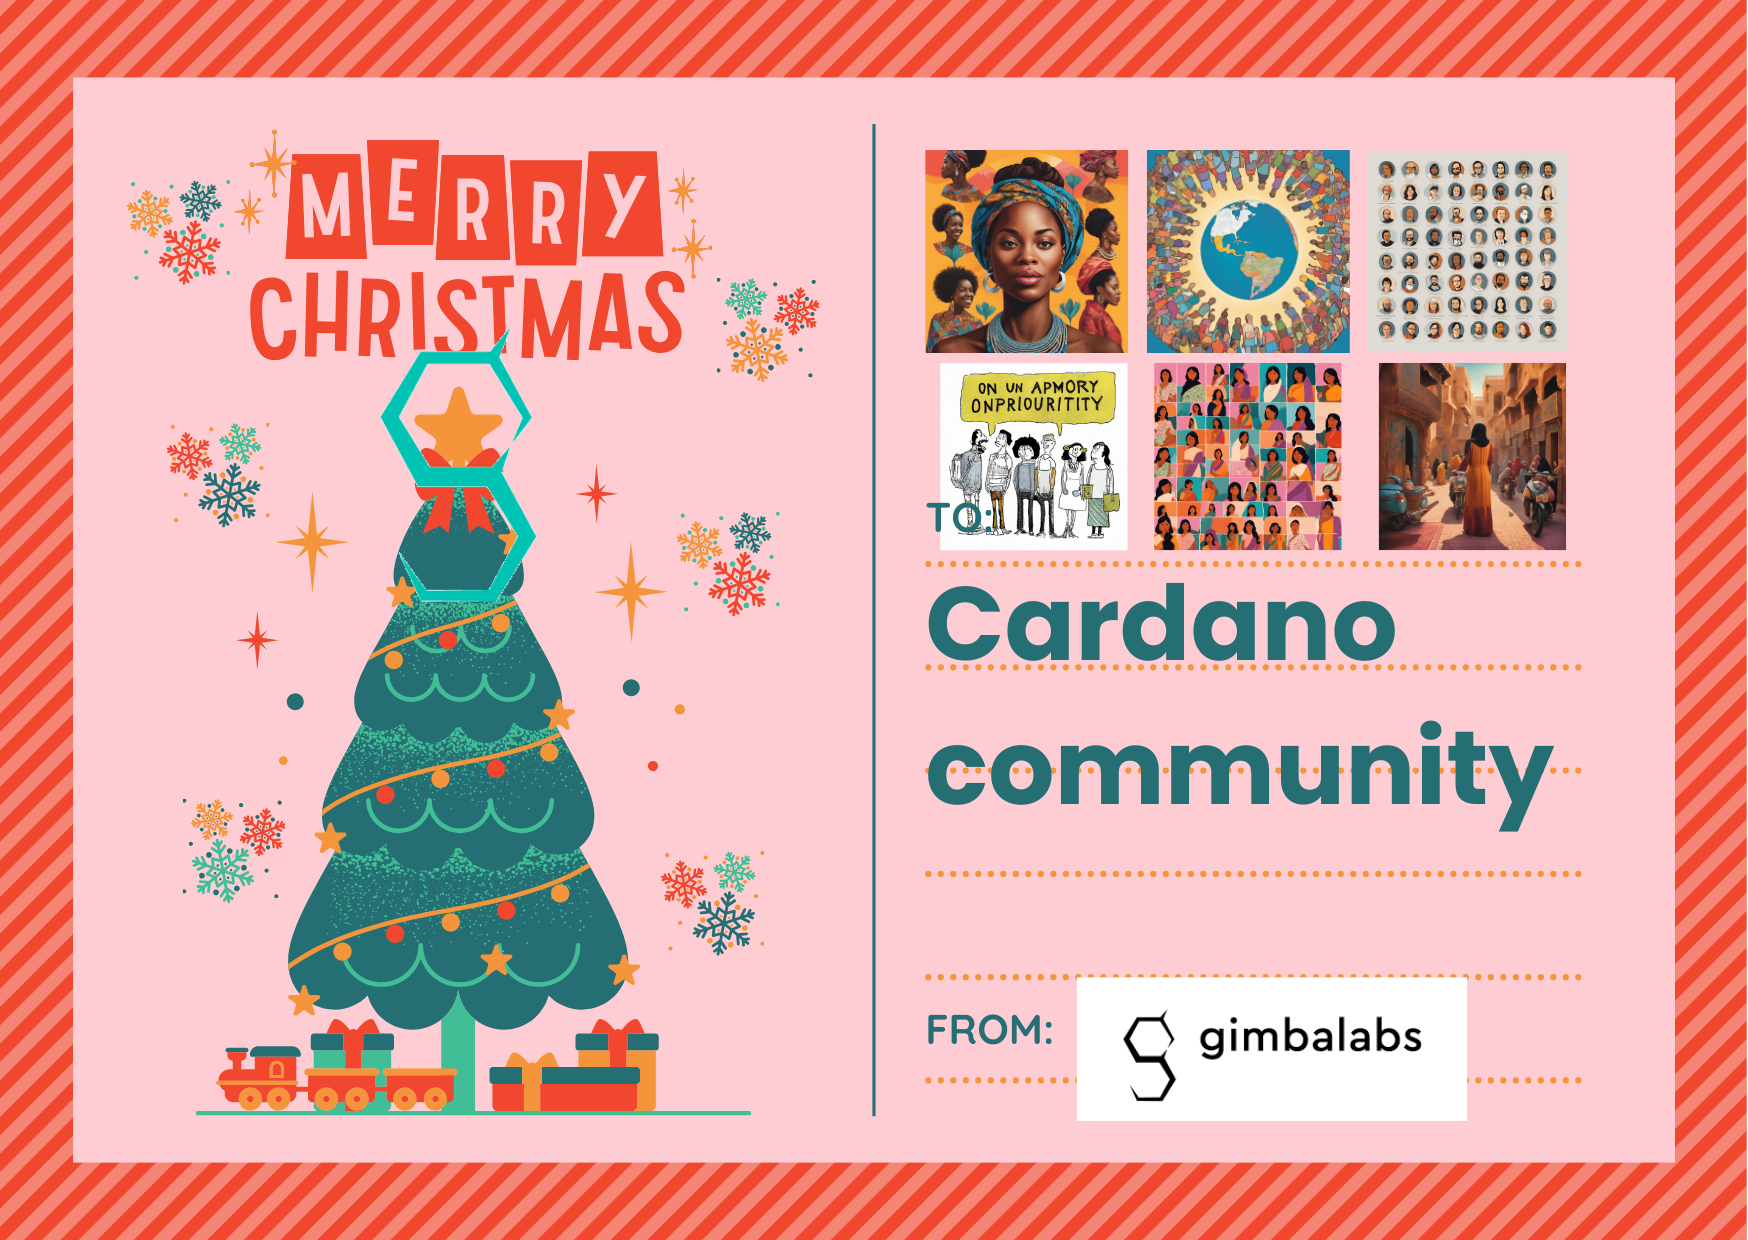 MERRY
CHRISTMAS
ON UN APMORY
ONPRIOURITITY
TO:
Cardano
community
FROM:
gimbalabs